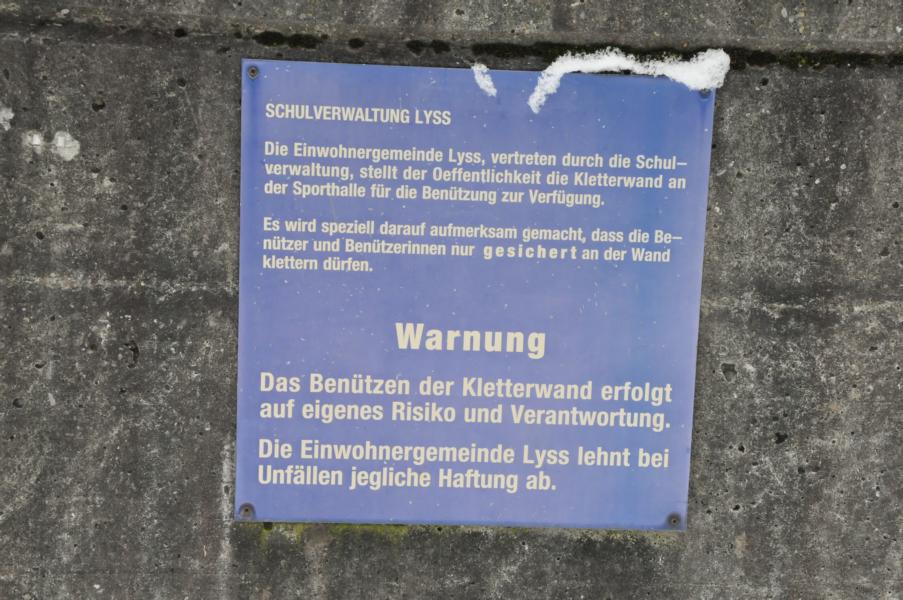 SCHULVERWALTUNG LYSS
Die Einwohnergemeinde Lyss, vertreten durch die Schul–
verwaltung, stellt der Oeffentlichkeit die Kletterwand an
der Sporthalle für die Benützung zur Verfügung.
Es wird speziell darauf aufmerksam gemacht, dass die Be–
nützer und Benützerinnen nur gesichert an der Wand
klettern dürfen.
Warnung
Das Benützen der Kletterwand erfolgt
auf eigenes Risiko und Verantwortung.
Die Einwohnergemeinde Lyss lehnt bei
Unfällen jegliche Haftung ab.